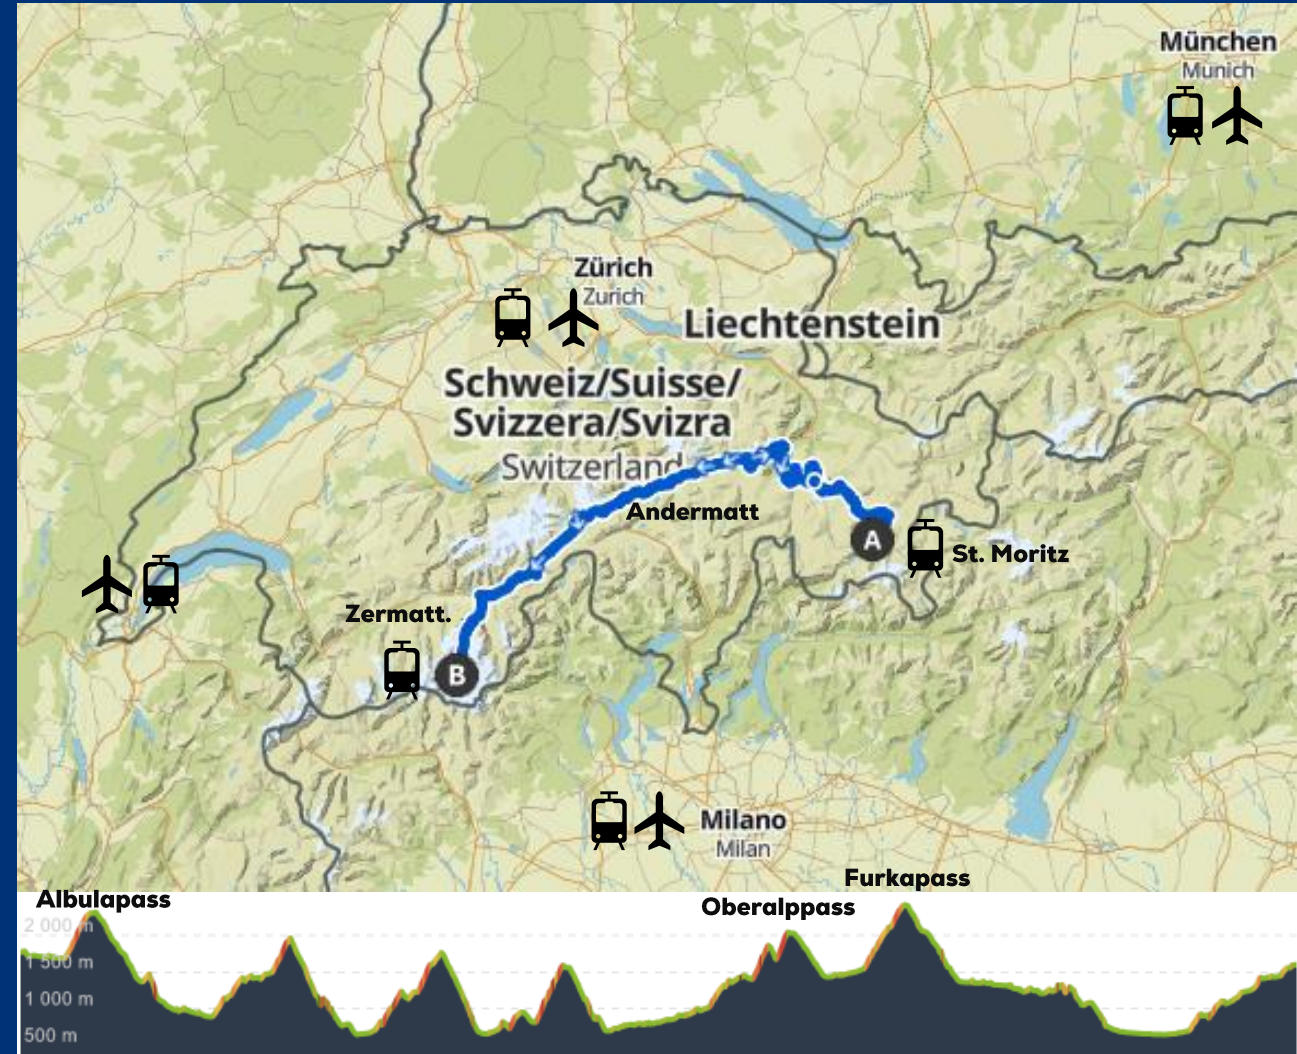 München
Munich
Zürich
Zurich
Liechtenstein
Schweiz/Suisse/
Svizzera/Svizra
Switzerland
Andermatt
A
St. Moritz
Zermatt.
B
Milano
Milan
Furkapass
Albulapass
Oberalppass
2 000 m
1 500 m
1 000 m
500 m